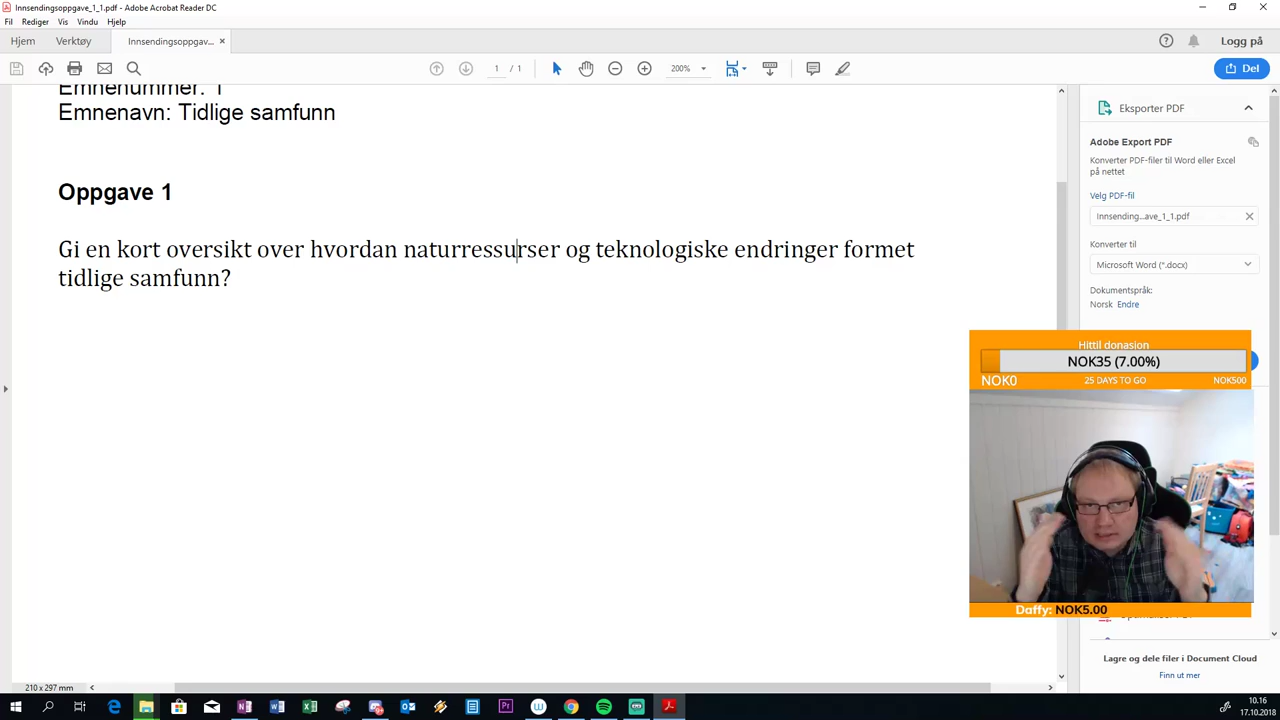 Innsendingsoppgave_1_1.pdf - Adobe Acrobat Reader DC
Fil Rediger Vis Vindu Hjelp
Hjem Verktøy Innsendingsoppgav... × Logg på
1 / 1 200% Del
Emnenummer: 1
Emnenavn: Tidlige samfunn
Oppgave 1
Gi en kort oversikt over hvordan naturressurser og teknologiske endringer formet
tidlige samfunn?
Eksporter PDF
Adobe Export PDF
Konverter PDF-filer til Word eller Excel
på nettet
Velg PDF-fil
Innsending...ave_1_1.pdf
Konverter til
Microsoft Word (*.docx)
Dokumentspråk:
Norsk Endre
Hittil donasjon
NOK35 (7.00%)
NOK0 25 DAYS TO GO NOK500
Daffy: NOK5.00
Lagre og dele filer i Document Cloud
Finn ut mer
210 x 297 mm
10.16
17.10.2018